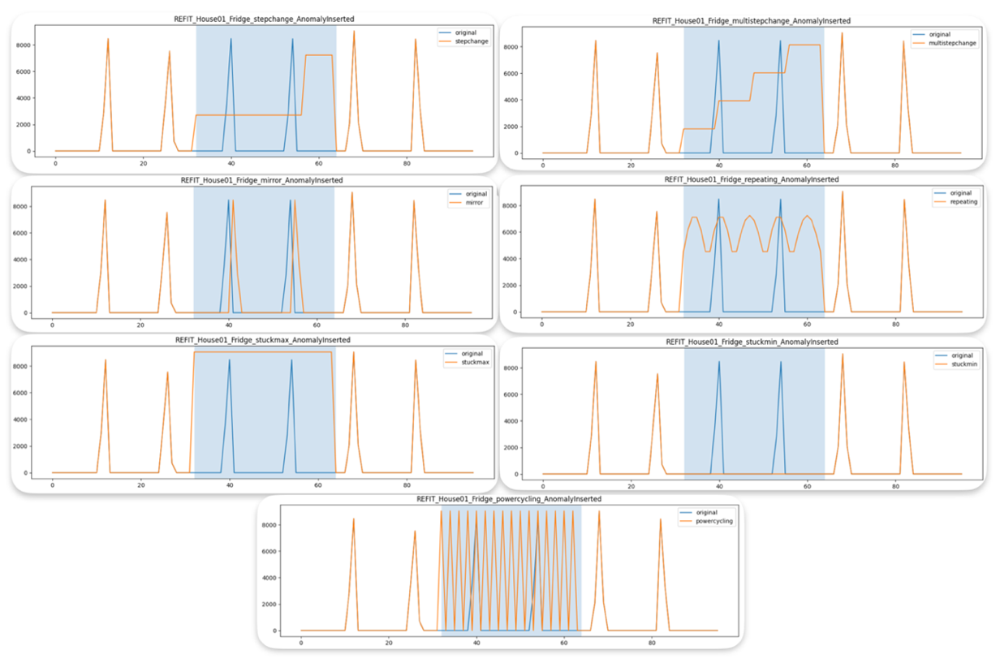 REFIT_House01_Fridge_stepchange_AnomalyInserted
original
stepchange
8000
6000
4000
2000
0
0 20 40 60 80
REFIT_House01_Fridge_multistepchange_AnomalyInserted
original
multistepchange
8000
6000
4000
2000
0
0 20 40 60 80
REFIT_House01_Fridge_mirror_AnomalyInserted
original
mirror
8000
6000
4000
2000
0
0 20 40 60 80
REFIT_House01_Fridge_repeating_AnomalyInserted
original
repeating
8000
6000
4000
2000
0
0 20 40 60 80
REFIT_House01_Fridge_stuckmax_AnomalyInserted
original
stuckmax
8000
6000
4000
2000
0
0 20 40 60 80
REFIT_House01_Fridge_stuckmin_AnomalyInserted
original
stuckmin
8000
6000
4000
2000
0
0 20 40 60 80
REFIT_House01_Fridge_powercycling_AnomalyInserted
original
powercycling
8000
6000
4000
2000
0
0 20 40 60 80